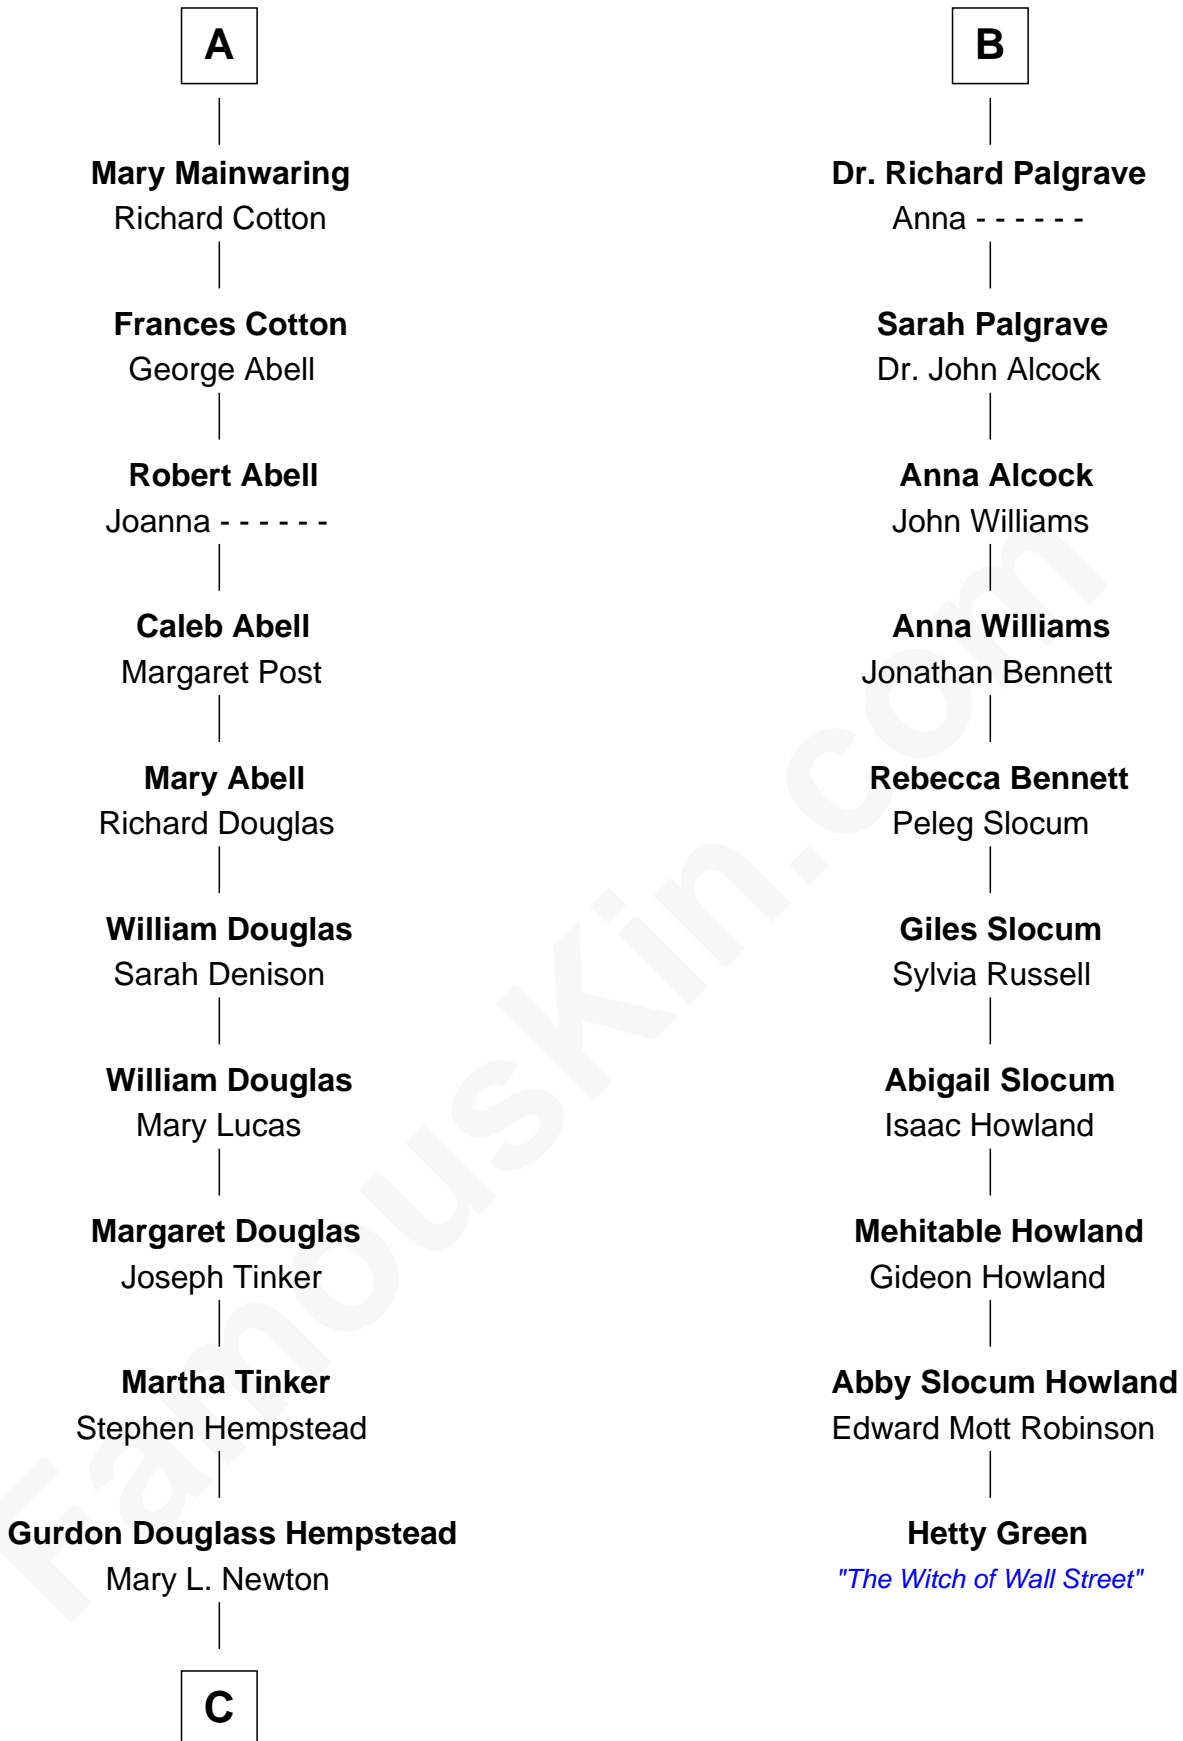 A
Mary Mainwaring
Richard Cotton
Frances Cotton
George Abell
Robert Abell
Joanna - - - - - -
Caleb Abell
Margaret Post
Mary Abell
Richard Douglas
William Douglas
Sarah Denison
William Douglas
Mary Lucas
Margaret Douglas
Joseph Tinker
Martha Tinker
Stephen Hempstead
Gurdon Douglass Hempstead
Mary L. Newton
C
B
Dr. Richard Palgrave
Anna - - - - - -
Sarah Palgrave
Dr. John Alcock
Anna Alcock
John Williams
Anna Williams
Jonathan Bennett
Rebecca Bennett
Peleg Slocum
Giles Slocum
Sylvia Russell
Abigail Slocum
Isaac Howland
Mehitable Howland
Gideon Howland
Abby Slocum Howland
Edward Mott Robinson
Hetty Green
"The Witch of Wall Street"
FamousKin.com